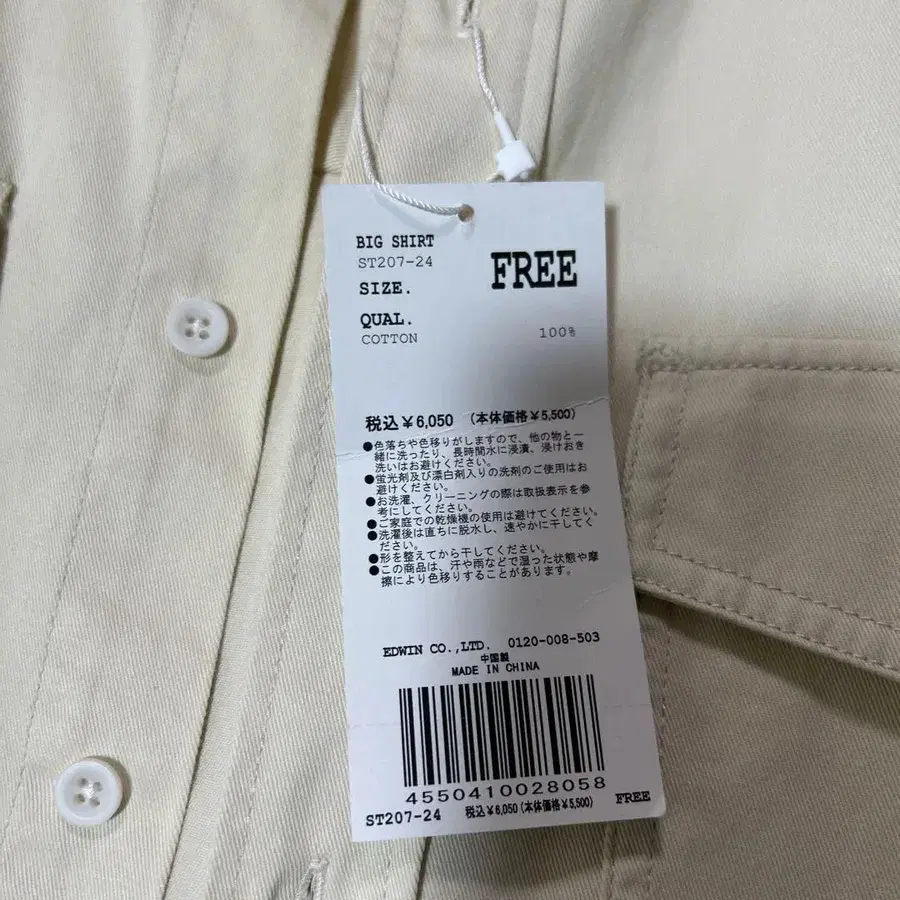 BIG SHIRT
ST207-24
SIZE. FREE
QUAL.
COTTON 100%
税込¥6,050 (本体価格¥5,500)
●色落ちや色移りがしますので、他の物と一
緒に洗ったり、長時間水に浸漬、浸けおき
洗いはお避けください。
●蛍光剤及び漂白剤入りの洗剤のご使用はお
避けください。
●お洗濯、クリーニングの際は取扱表示を参
考にしてください。
●ご家庭での乾燥機の使用は避けてください。
●洗濯後は直ちに脱水し、速やかに干してく
ださい。
●形を整えてから干してください。
●この商品は、汗や雨などで湿った状態や摩
擦により色移りすることがあります。
EDWIN CO.,LTD. 0120-008-503
中国製
MADE IN CHINA
4550410028058
ST207-24 税込¥6,050(本体価格¥5,500) FREE